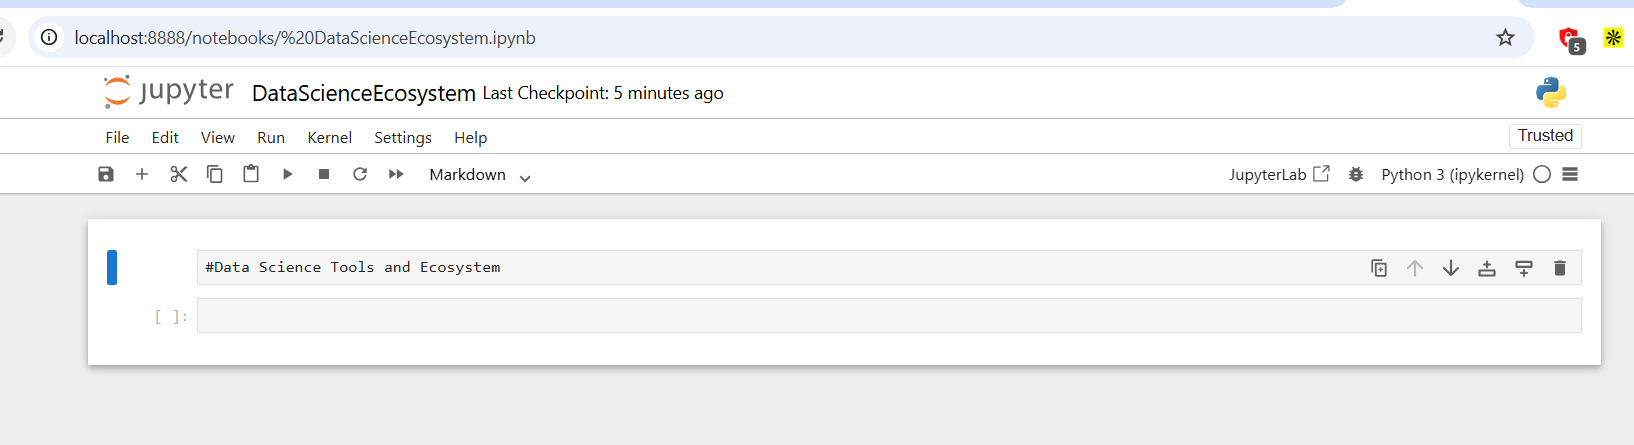 localhost:8888/notebooks/%20DataScienceEcosystem.ipynb
5
jupyter DataScienceEcosystem Last Checkpoint: 5 minutes ago
File Edit View Run Kernel Settings Help Trusted
Markdown JupyterLab Python 3 (ipykernel)
#Data Science Tools and Ecosystem
[ ]: